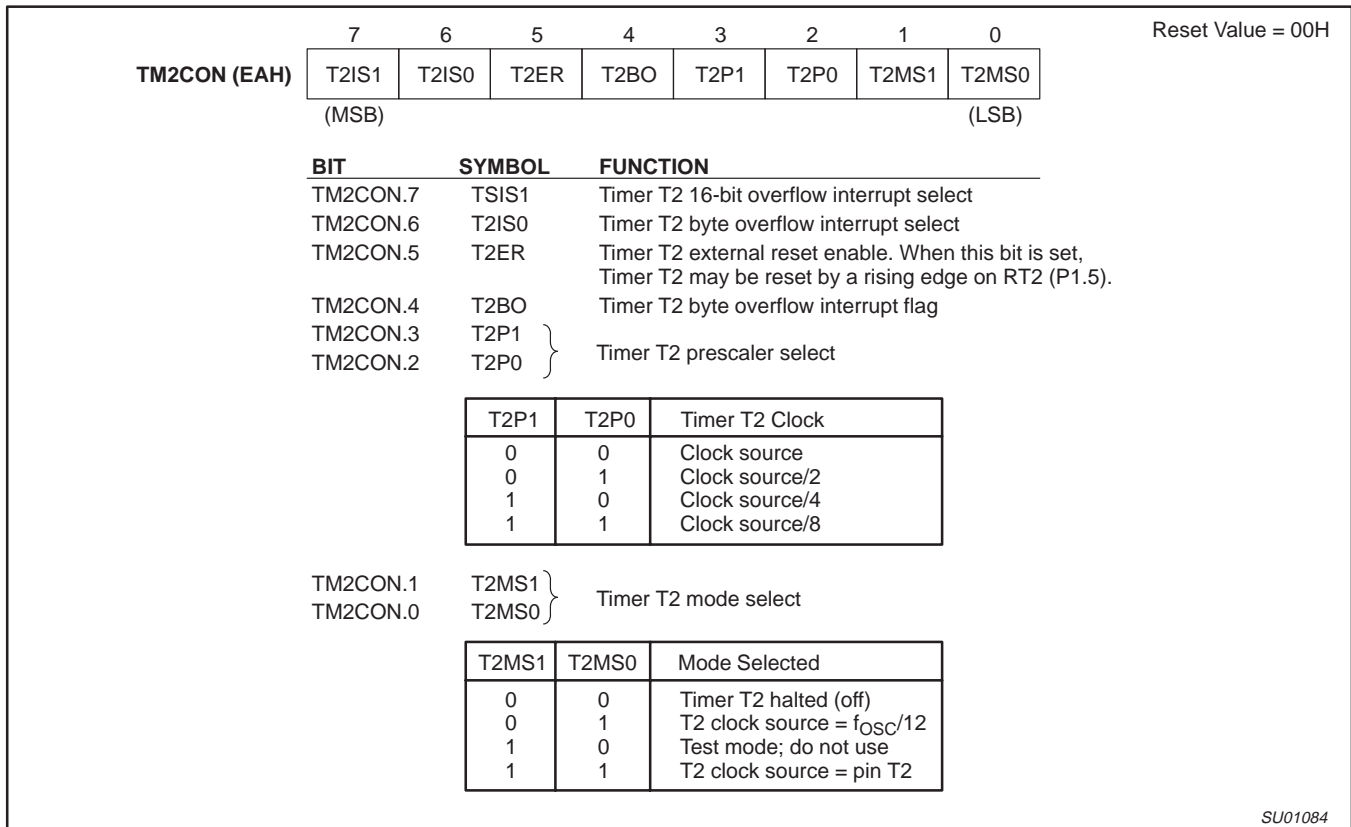 Reset Value = 00H
7 6 5 4 3 2 1 0
TM2CON (EAH) T2IS1 T2IS0 T2ER T2BO T2P1 T2P0 T2MS1 T2MS0
(MSB) (LSB)
BIT SYMBOL FUNCTION
TM2CON.7 TSIS1 Timer T2 16-bit overflow interrupt select
TM2CON.6 T2IS0 Timer T2 byte overflow interrupt select
TM2CON.5 T2ER Timer T2 external reset enable. When this bit is set,
Timer T2 may be reset by a rising edge on RT2 (P1.5).
TM2CON.4 T2BO Timer T2 byte overflow interrupt flag
TM2CON.3 T2P1
Timer T2 prescaler select
TM2CON.2 T2P0
T2P1 T2P0 Timer T2 Clock
0 0 Clock source
0 1 Clock source/2
1 0 Clock source/4
1 1 Clock source/8
TM2CON.1 T2MS1
Timer T2 mode select
TM2CON.0 T2MS0
T2MS1 T2MS0 Mode Selected
0 0 Timer T2 halted (off)
0 1 T2 clock source = fOSC/12
1 0 Test mode; do not use
1 1 T2 clock source = pin T2
SU01084